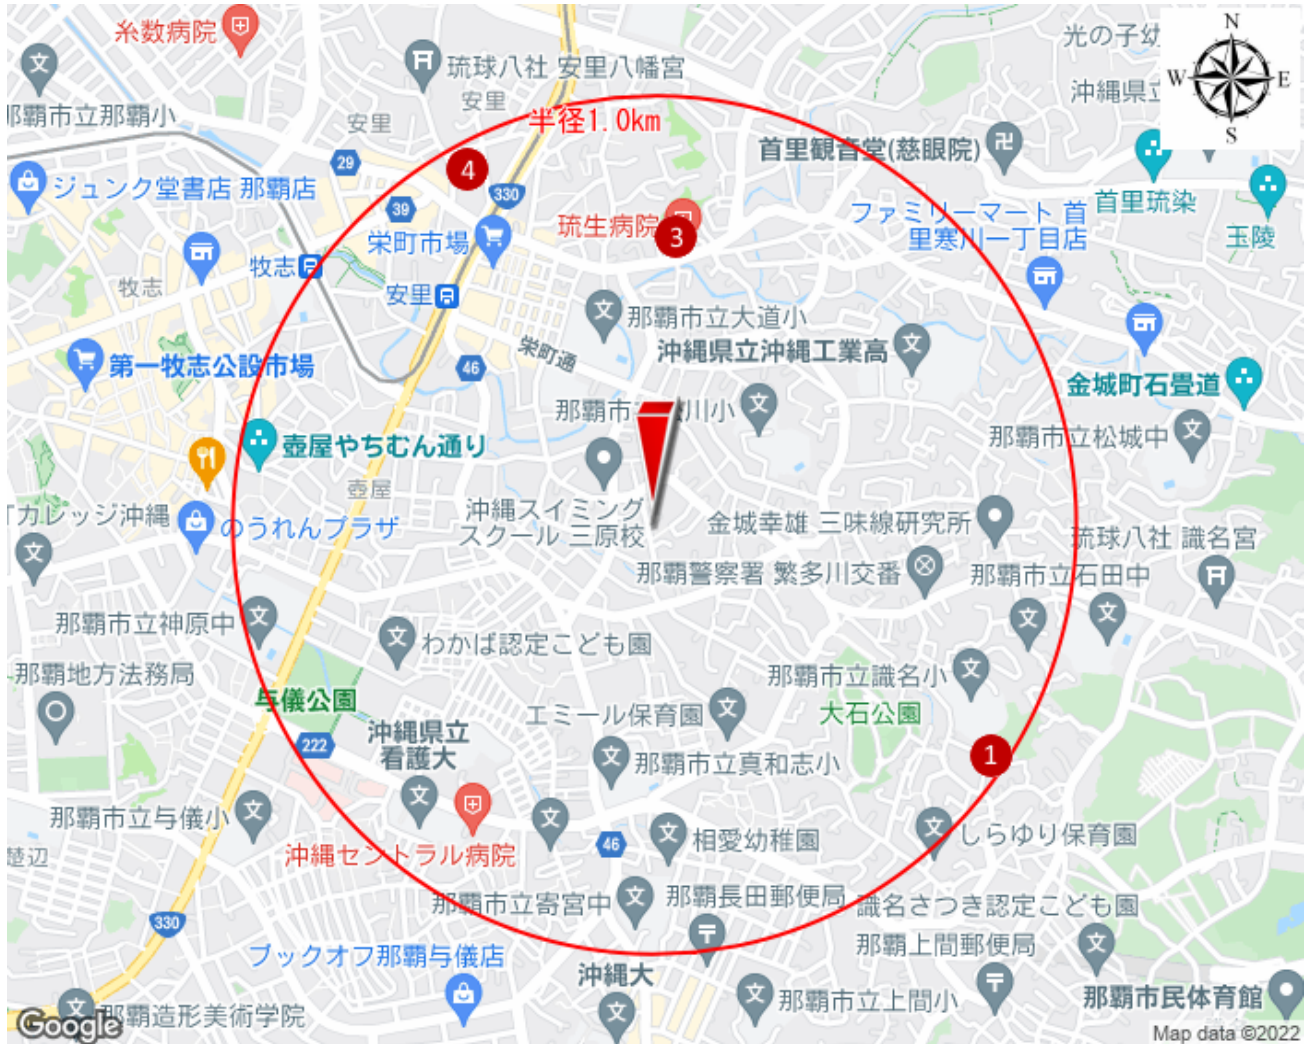 糸数病院
琉球八社 安里八幡宮
光の子幼
N
W
E
S
沖縄県立
那覇市立那覇小
安里
安里
半径1.0km
首里観音堂(慈眼院)
29
4
330
ジュンク堂書店 那覇店
39
首里琉染
琉生病院
3
ファミリーマート 首
里寒川一丁目店
玉陵
栄町市場
牧志
牧志
安里
那覇市立大道小
沖縄県立沖縄工業高
栄町通
第一牧志公設市場
46
金城町石畳道
川小
那覇市立松城中
壺屋やちむん通り
壺屋
カレッジ沖縄
のうれんプラザ
沖縄スイミング
スクール 三原校
金城幸雄 三味線研究所
琉球八社 識名宮
那覇警察署 繁多川交番
那覇市立石田中
那覇市立神原中
わかば認定こども園
那覇地方法務局
那覇市立識名小
与儀公園
エミール保育園
大石公園
222
沖縄県立
看護大
那覇市立真和志小
1
那覇市立与儀小
楚辺
沖縄セントラル病院
46
相愛幼稚園
しらゆり保育園
那覇市立寄宮中
那覇長田郵便局
識名さつき認定こども園
330
那覇上間郵便局
ブックオフ那覇与儀店
沖縄大
那覇市立上間小
那覇市民体育館
那覇造形美術学院
Google
Map data ©2022